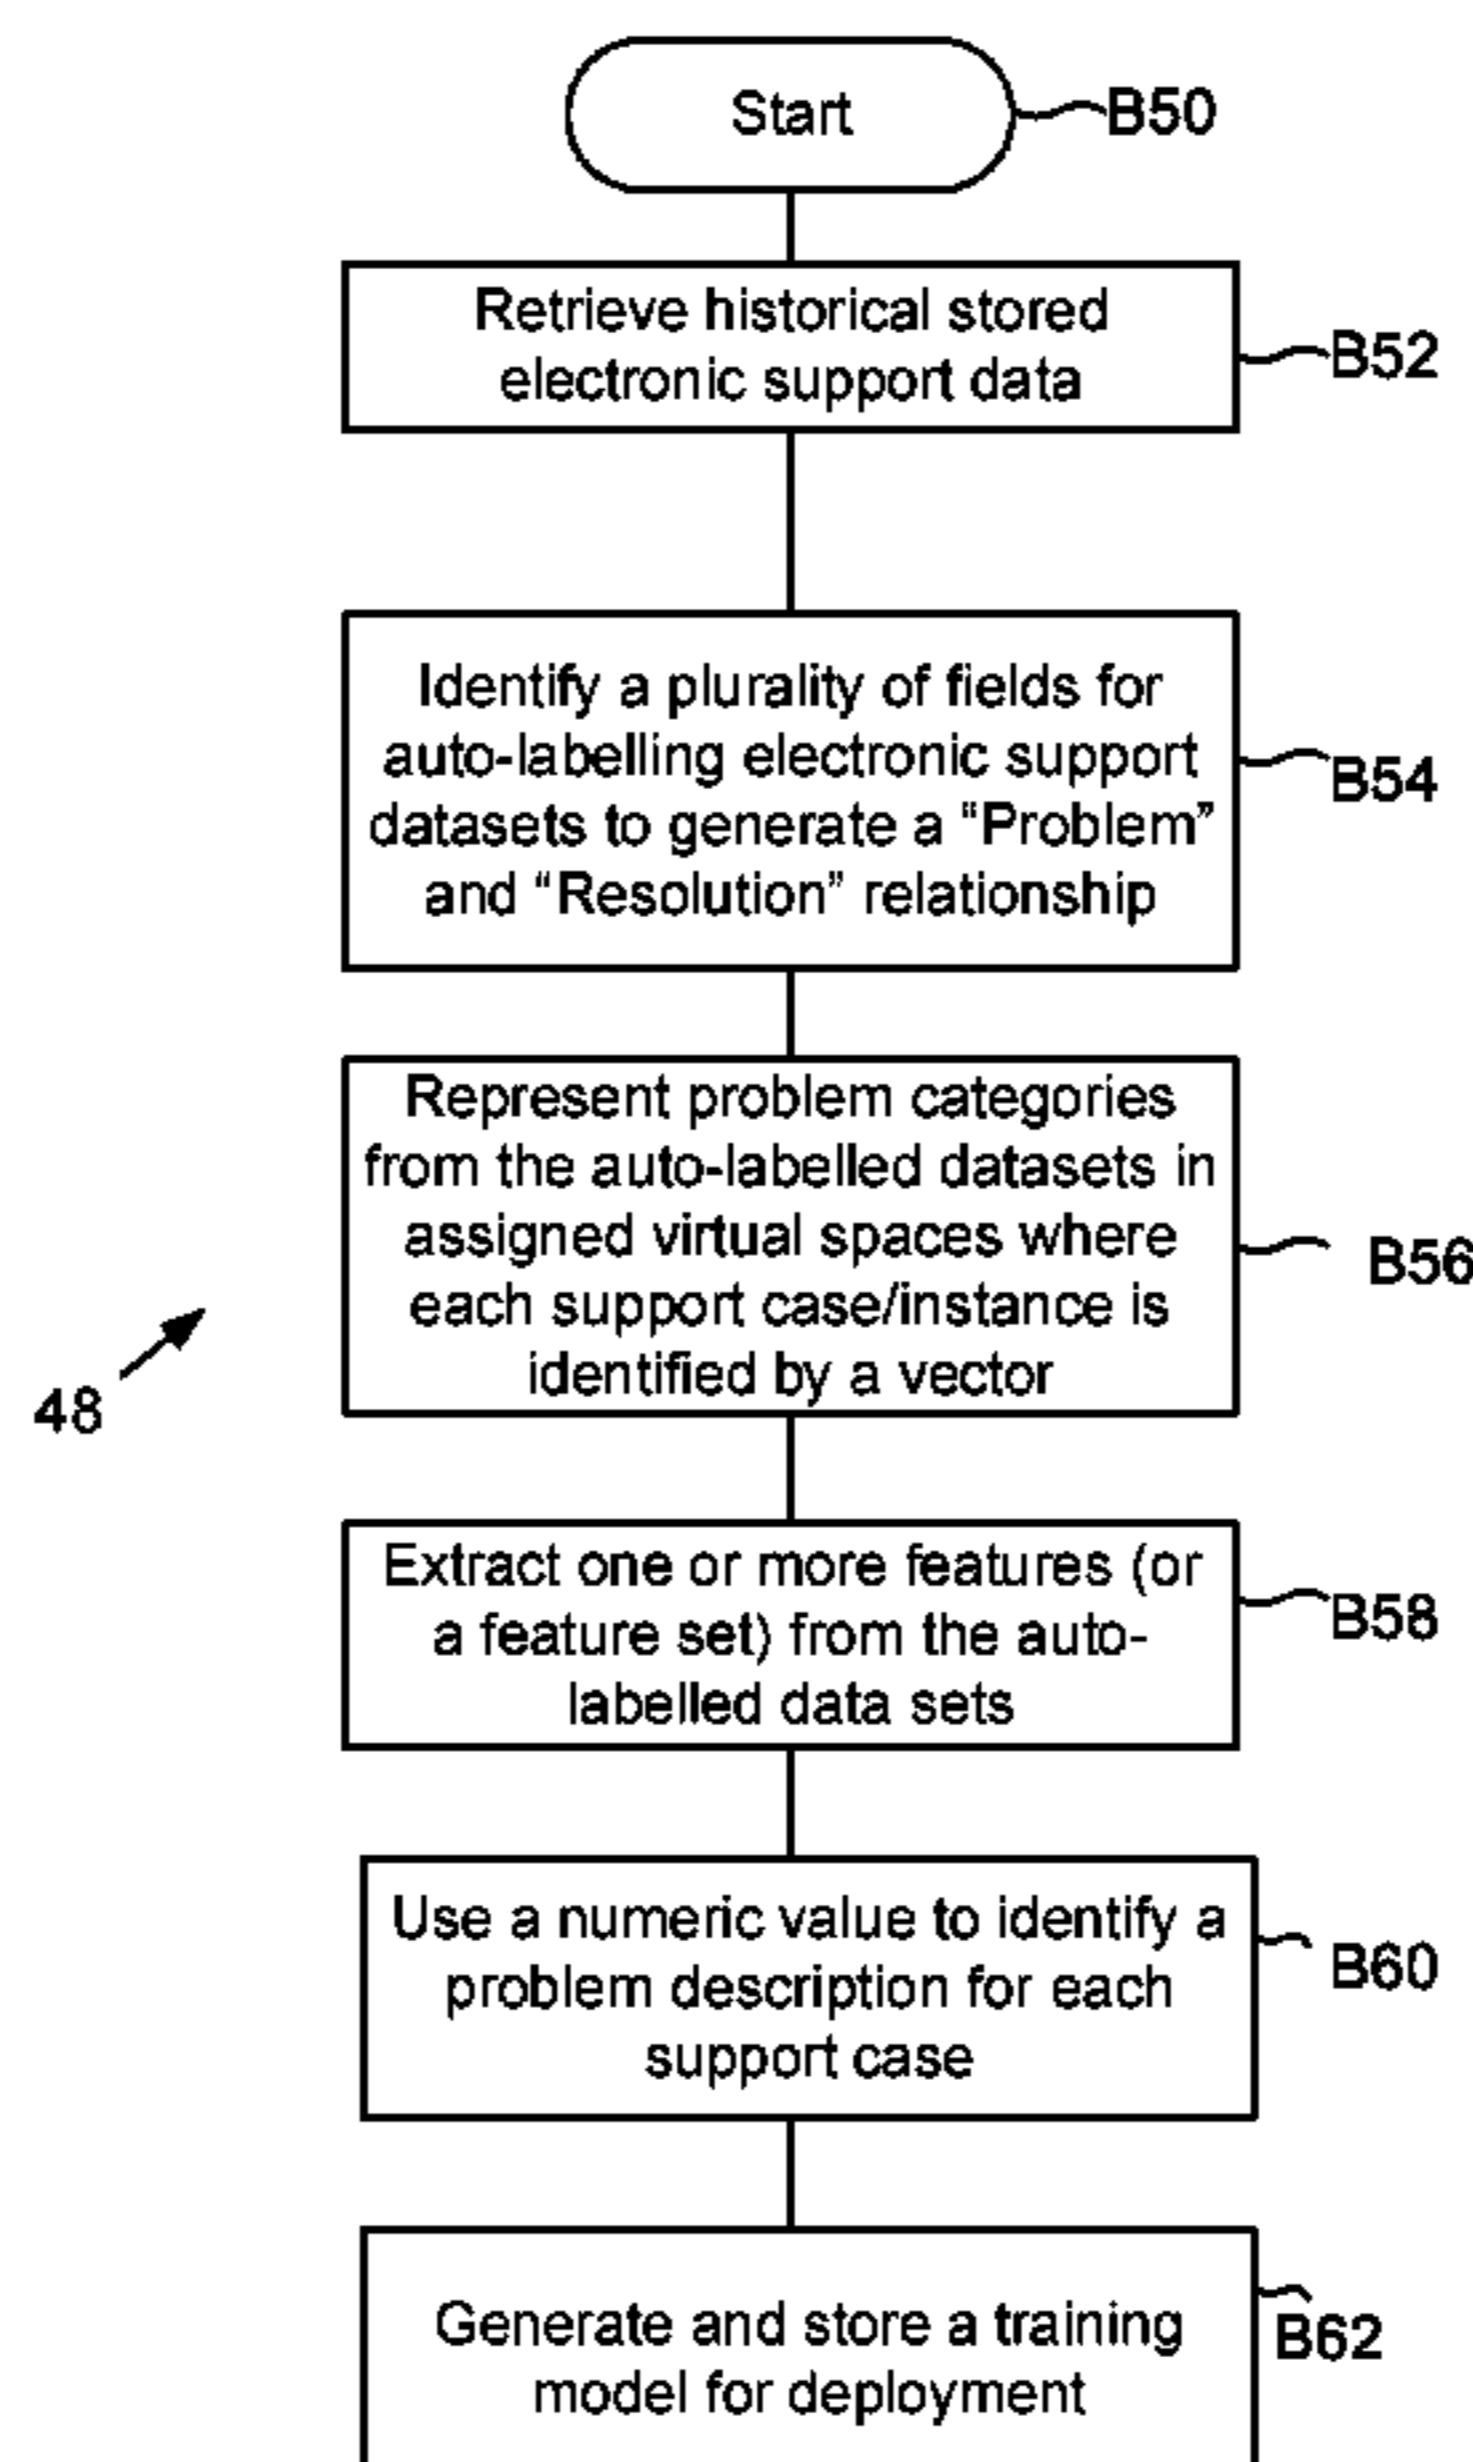 Start
B50
Retrieve historical stored
electronic support data
B52
Identify a plurality of fields for
auto-labelling electronic support
datasets to generate a “Problem”
and “Resolution” relationship
B54
Represent problem categories
from the auto-labelled datasets in
assigned virtual spaces where
each support case/instance is
identified by a vector
B56
48
Extract one or more features (or
a feature set) from the auto-
labelled data sets
B58
Use a numeric value to identify a
problem description for each
support case
B60
Generate and store a training
model for deployment
B62